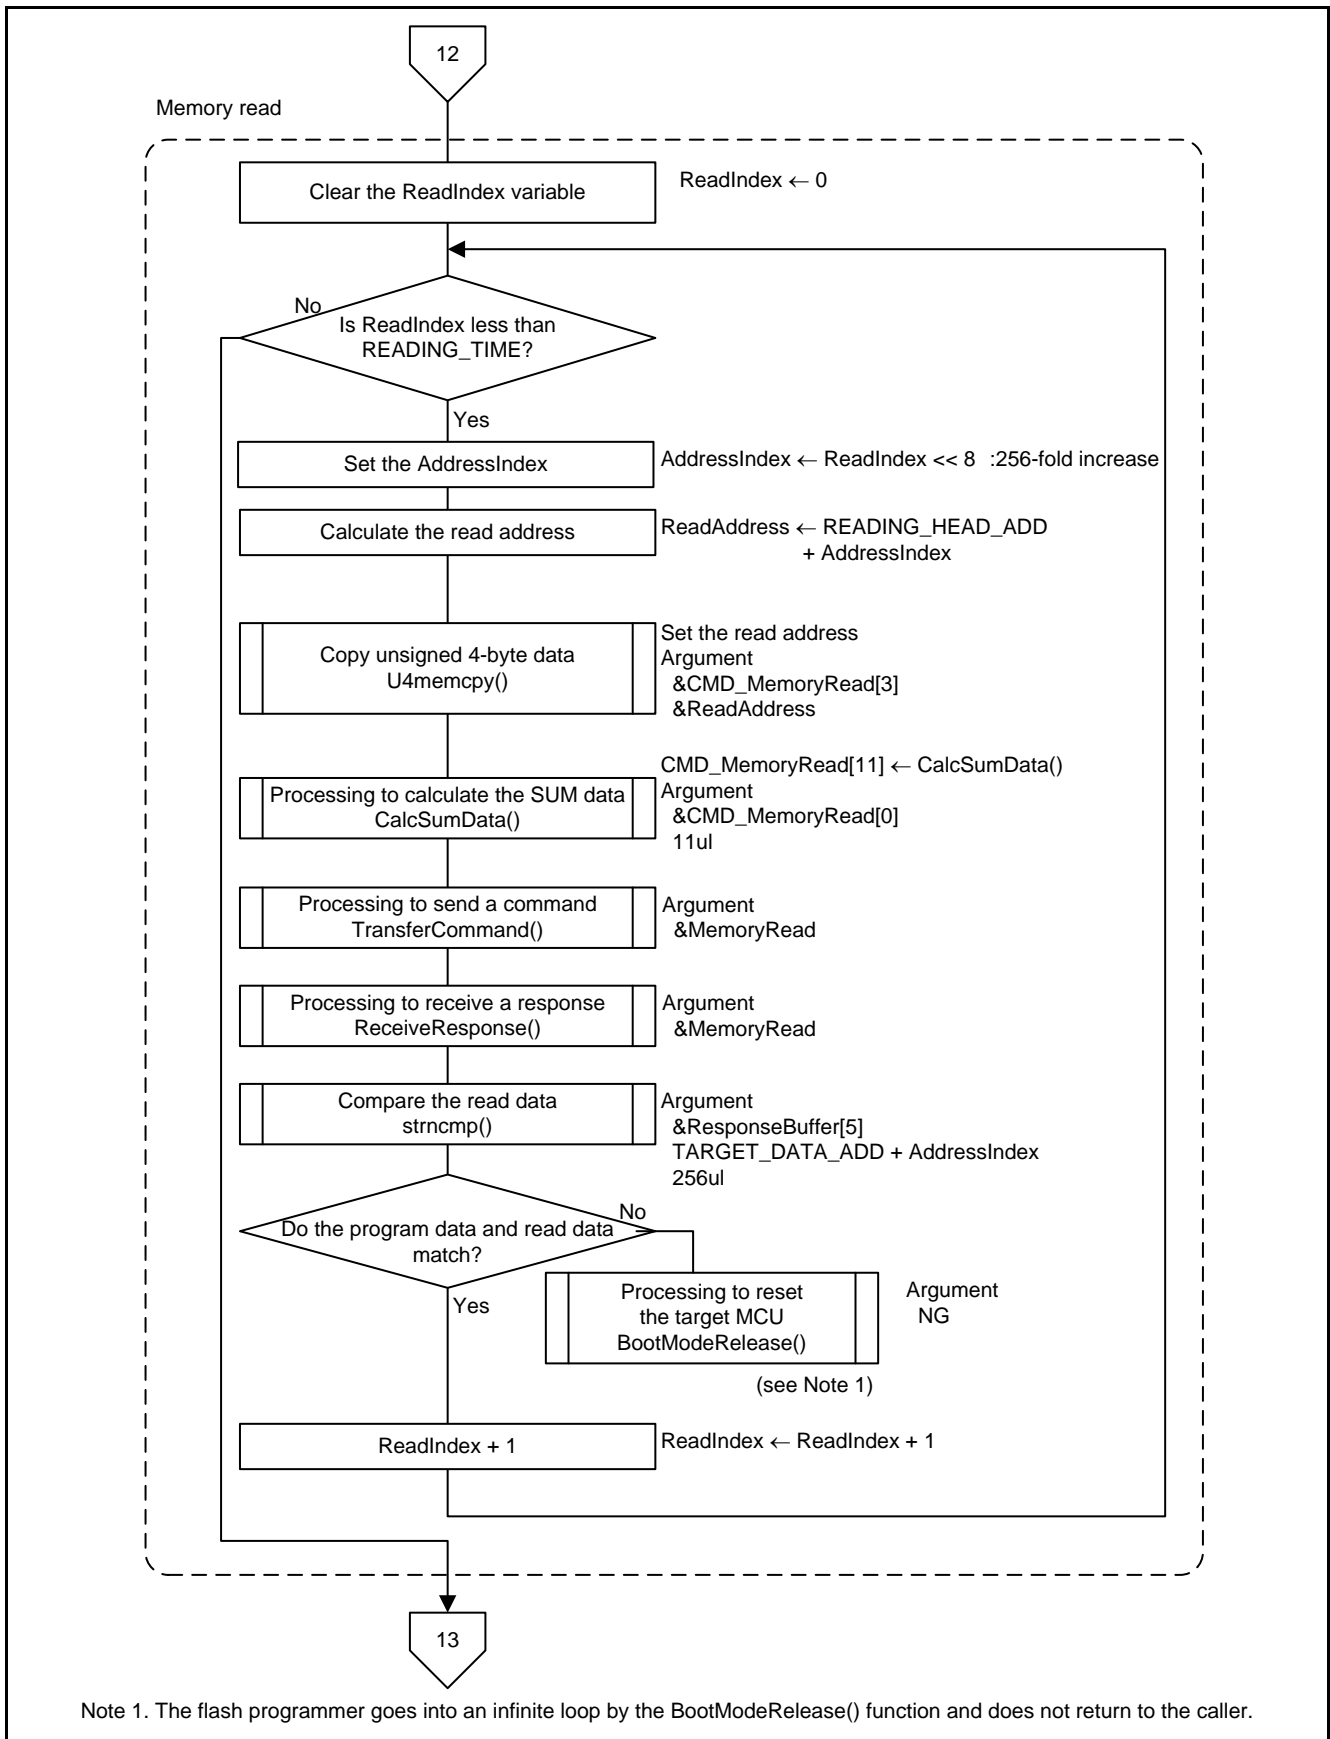 12
Memory read
Clear the ReadIndex variable
ReadIndex ← 0
No
Is ReadIndex less than
READING_TIME?
Yes
Set the AddressIndex
AddressIndex ← ReadIndex << 8 :256-fold increase
Calculate the read address
ReadAddress ← READING_HEAD_ADD
+ AddressIndex
Copy unsigned 4-byte data
U4memcpy()
Set the read address
Argument
&CMD_MemoryRead[3]
&ReadAddress
Processing to calculate the SUM data
CalcSumData()
CMD_MemoryRead[11] ← CalcSumData()
Argument
&CMD_MemoryRead[0]
11ul
Processing to send a command
TransferCommand()
Argument
&MemoryRead
Processing to receive a response
ReceiveResponse()
Argument
&MemoryRead
Compare the read data
strncmp()
Argument
&ResponseBuffer[5]
TARGET_DATA_ADD + AddressIndex
256ul
Do the program data and read data
match?
No
Yes
Processing to reset
the target MCU
BootModeRelease()
Argument
NG
(see Note 1)
ReadIndex + 1
ReadIndex ← ReadIndex + 1
13
Note 1. The flash programmer goes into an infinite loop by the BootModeRelease() function and does not return to the caller.